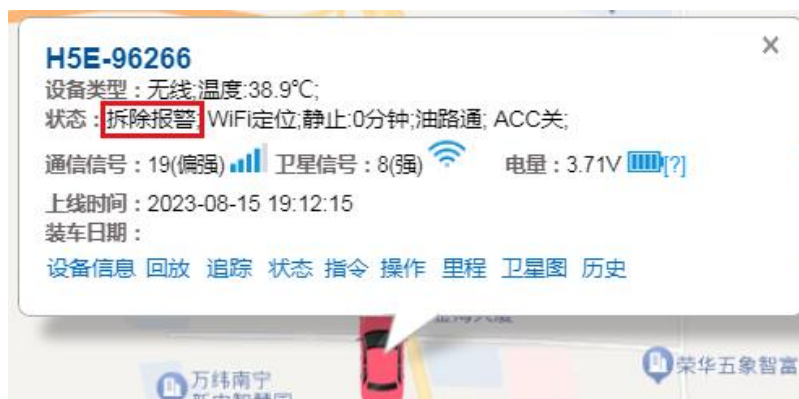 H5E-96266
×
设备类型：无线;温度:38.9℃;
状态：拆除报警; WiFi定位;静止:0分钟;油路通; ACC关;
通信信号：19(偏强) 卫星信号：8(强) 电量：3.71V [?]
上线时间：2023-08-15 19:12:15
装车日期：
设备信息 回放 追踪 状态 指令 操作 里程 卫星图 历史
荣华五象智富
万纬南宁